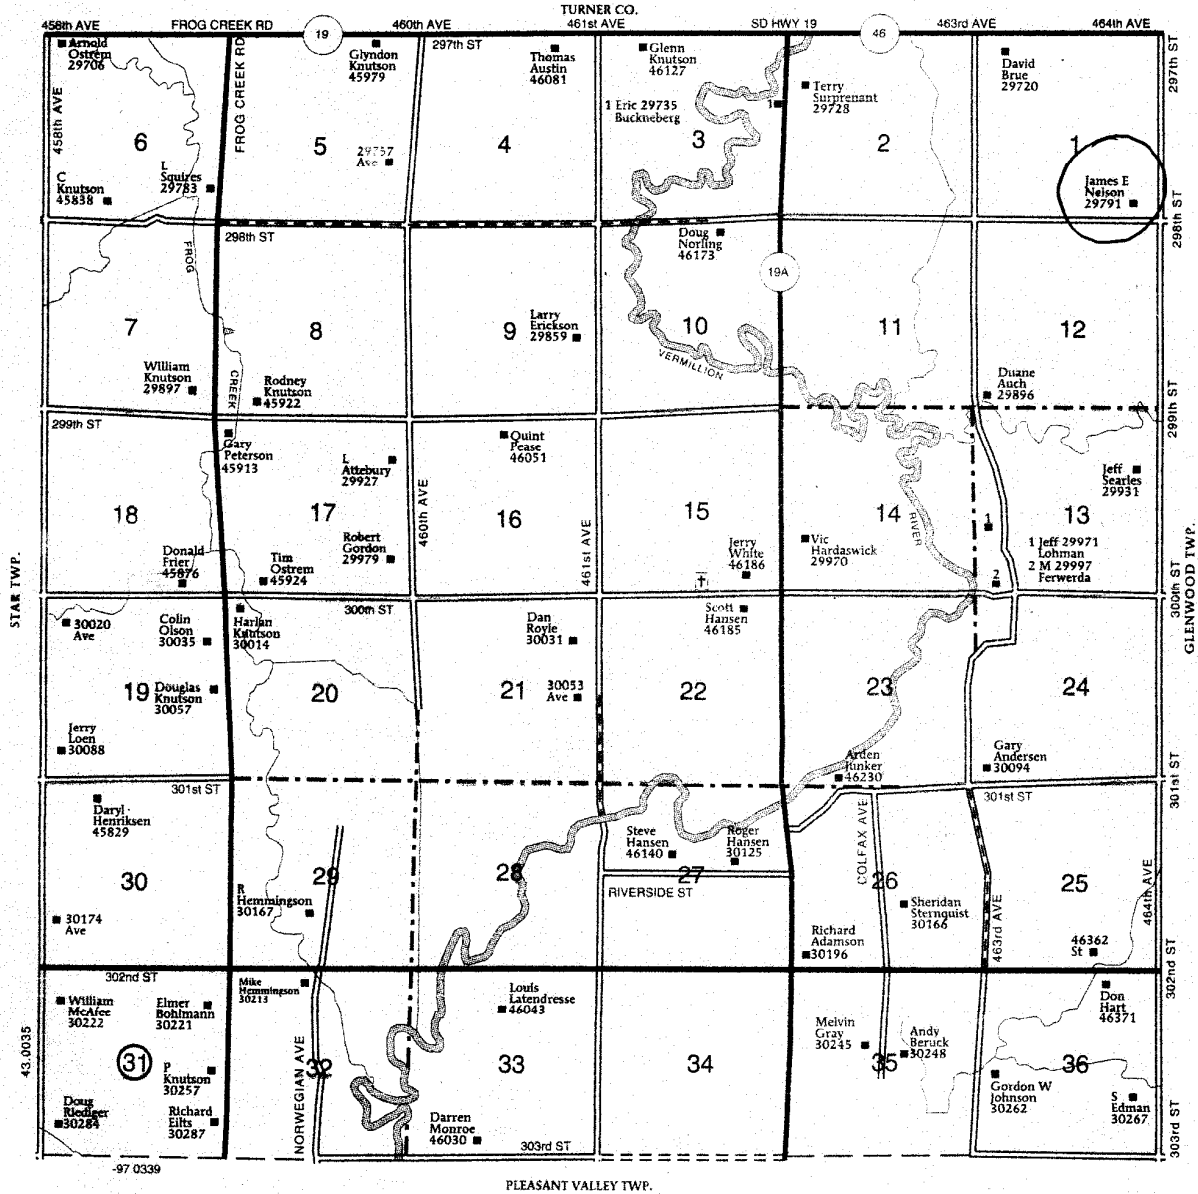 TURNER CO.
458th AVE
FROG CREEK RD
460th AVE
461st AVE
SD HWY 19
463rd AVE
464th AVE
19
46
297th ST
297th ST
458th AVE
FROG CREEK RD
Arnold
Ostrem
29706
Glyndon
Knutson
45979
Thomas
Austin
46081
Glenn
Knutson
46127
1 Eric 29735
Buckneberg
1
Terry
Surprenant
29728
David
Brue
29720
6
5
4
3
2
1
29757
Ave
C
Knutson
45838
L
Squires
29783
James E
Nelson
29791
298th ST
298th ST
FROG
Doug
Norling
46173
19A
7
8
9
10
11
12
Larry
Erickson
29859
VERMILLION
William
Knutson
29897
CREEK
Rodney
Knutson
45922
Duane
Auch
29896
299th ST
299th ST
Gary
Peterson
45913
L
Attebury
29927
Quint
Pease
46051
Jeff
Searles
29931
460th AVE
461st AVE
18
17
16
15
14
13
RIVER
Donald
Frier
45876
Tim
Ostrem
45924
Robert
Gordon
29979
Jerry
White
46186
Vic
Hardaswick
29970
1
2
1 Jeff 29971
Lohman
2 M 29997
Ferwerda
STAR TWP.
GLENWOOD TWP.
300th ST
300th ST
30020
Ave
Colin
Olson
30035
Harlan
Knutson
30014
Dan
Royle
30031
Scott
Hansen
46185
19
20
21
22
23
24
Douglas
Knutson
30057
30053
Ave
Jerry
Loen
30088
Arden
Junker
46230
Gary
Andersen
30094
301st ST
301st ST
301st ST
Daryl
Henriksen
45829
Steve
Hansen
46140
Roger
Hansen
30125
COLFAX AVE
30
29
28
27
26
25
RIVERSIDE ST
R
Hemmingson
30167
30174
Ave
Richard
Adamson
30196
Sheridan
Sternquist
30166
463rd AVE
464th AVE
46362
St
302nd ST
302nd ST
Mike
Hemmingson
30213
William
McAfee
30222
Elmer
Bohlmann
30221
Louis
Latendresse
46043
Don
Hart
46371
Melvin
Gray
30245
Andy
Beruck
30248
31
32
33
34
35
36
P
Knutson
30257
NORWEGIAN AVE
Gordon W
Johnson
30262
Doug
Riediger
30284
Richard
Eilts
30287
Darren
Monroe
46030
S
Edman
30267
303rd ST
303rd ST
43.0035
-97 0339
PLEASANT VALLEY TWP.